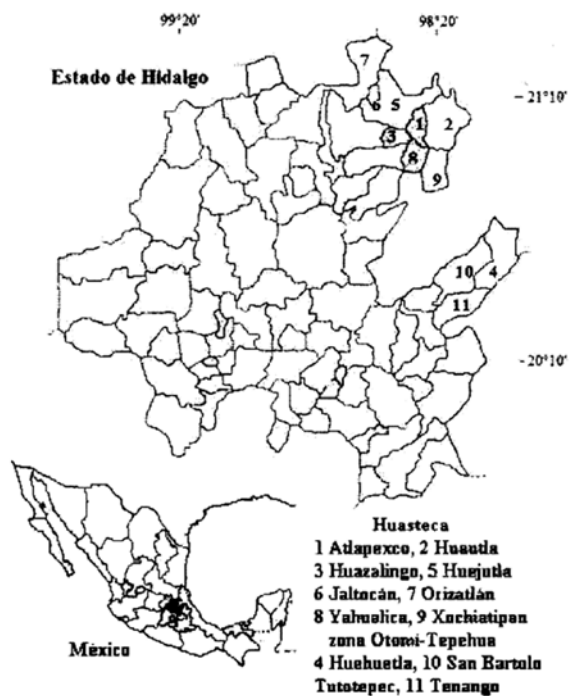 99°20'
98°20'
Estado de Hidalgo
7
21°10'
6
5
1
2
3
8
9
10
4
11
20°10'
Huasteca
1 Atlapexco, 2 Huautla
3 Huazalingo, 5 Huejutla
6 Jaltocán, 7 Orizatlán
8 Yahualica, 9 Xochiatipan
zona Otomi-Tepehua
4 Huehuetla, 10 San Bartolo
Tutotepec, 11 Tenango
México